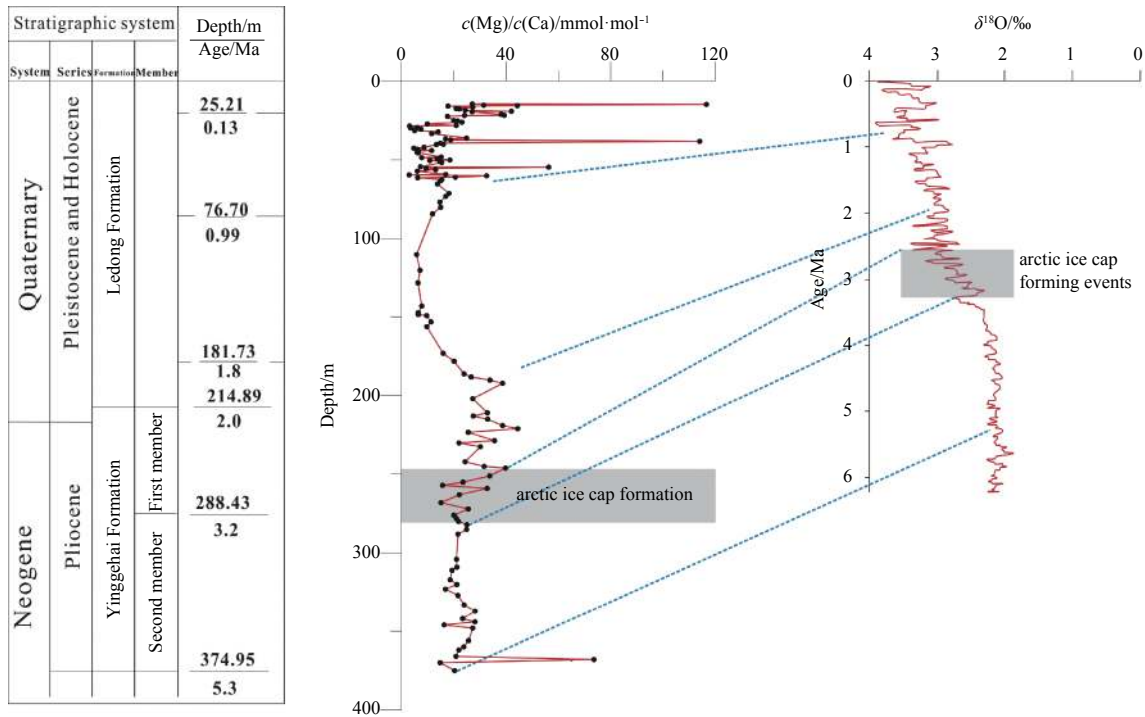 Stratigraphic system
Depth/m
Age/Ma
System Series Formation Member
25.21
0.13
76.70
0.99
181.73
1.8
214.89
2.0
288.43
3.2
374.95
5.3
Quaternary
Neogene
Pleistocene and Holocene
Pliocene
Ledong Formation
Yinggehai Formation
First member
Second member
c(Mg)/c(Ca)/mmol·mol⁻¹
0 40 80 120
0
100
200
300
400
Depth/m
arctic ice cap formation
δ¹⁸O/‰
4 3 2 1 0
0
1
2
3
4
5
6
Age/Ma
arctic ice cap
forming events